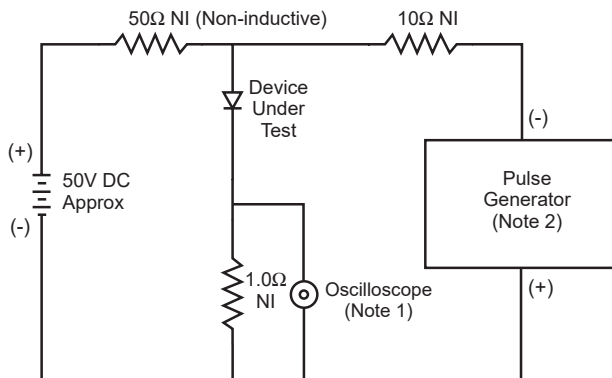 50Ω NI (Non-inductive)
10Ω NI
Device
Under
Test
(+)
50V DC
Approx
(-)
(-)
Pulse
Generator
(Note 2)
(+)
1.0Ω
NI
Oscilloscope
(Note 1)